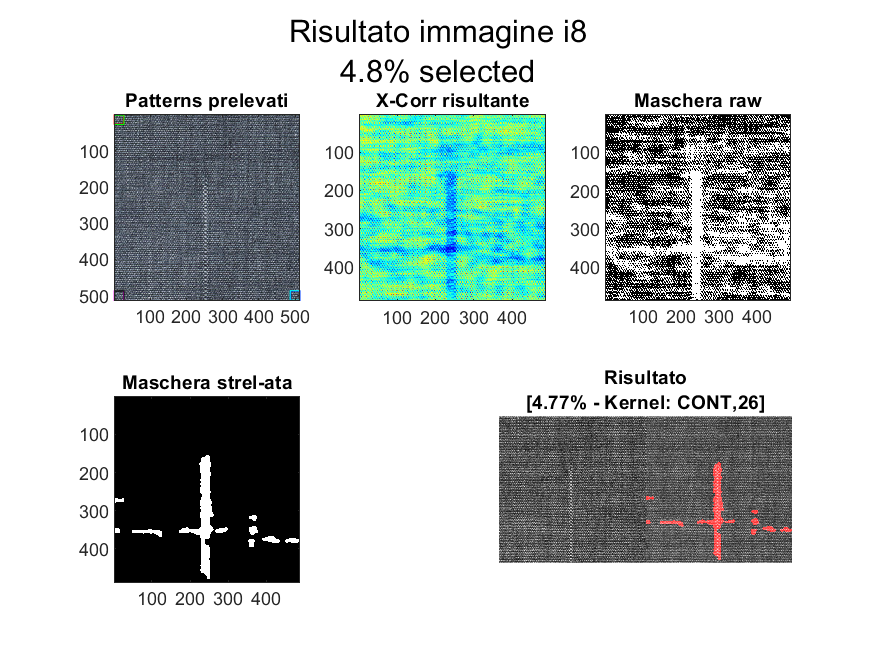 Risultato immagine i8
4.8% selected
Patterns prelevati
100
200
300
400
500
100 200 300 400 500
X-Corr risultante
100
200
300
400
100 200 300 400
Maschera raw
100
200
300
400
100 200 300 400
Maschera strel-ata
100
200
300
400
100 200 300 400
Risultato
[4.77% - Kernel: CONT,26]